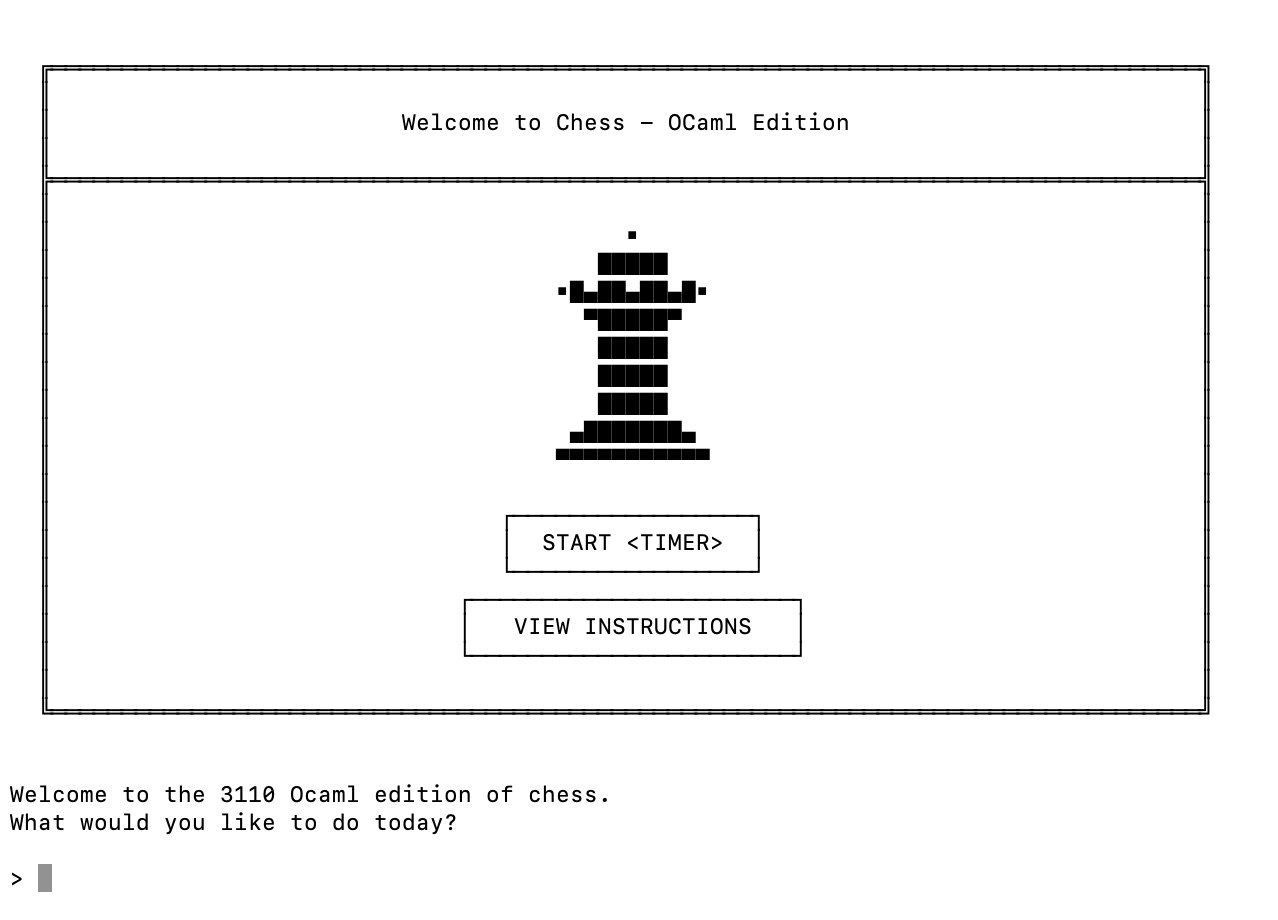 Welcome to Chess – OCaml Edition
START <TIMER>
VIEW INSTRUCTIONS
Welcome to the 3110 Ocaml edition of chess.
What would you like to do today?
>